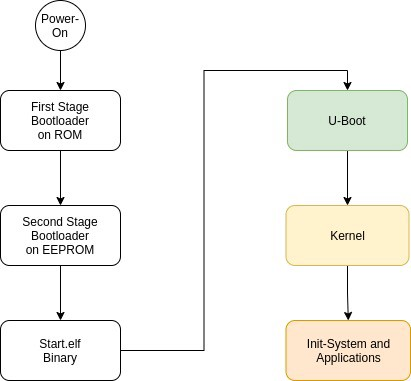 Power-
On
First Stage
Bootloader
on ROM
Second Stage
Bootloader
on EEPROM
Start.elf
Binary
U-Boot
Kernel
Init-System and
Applications